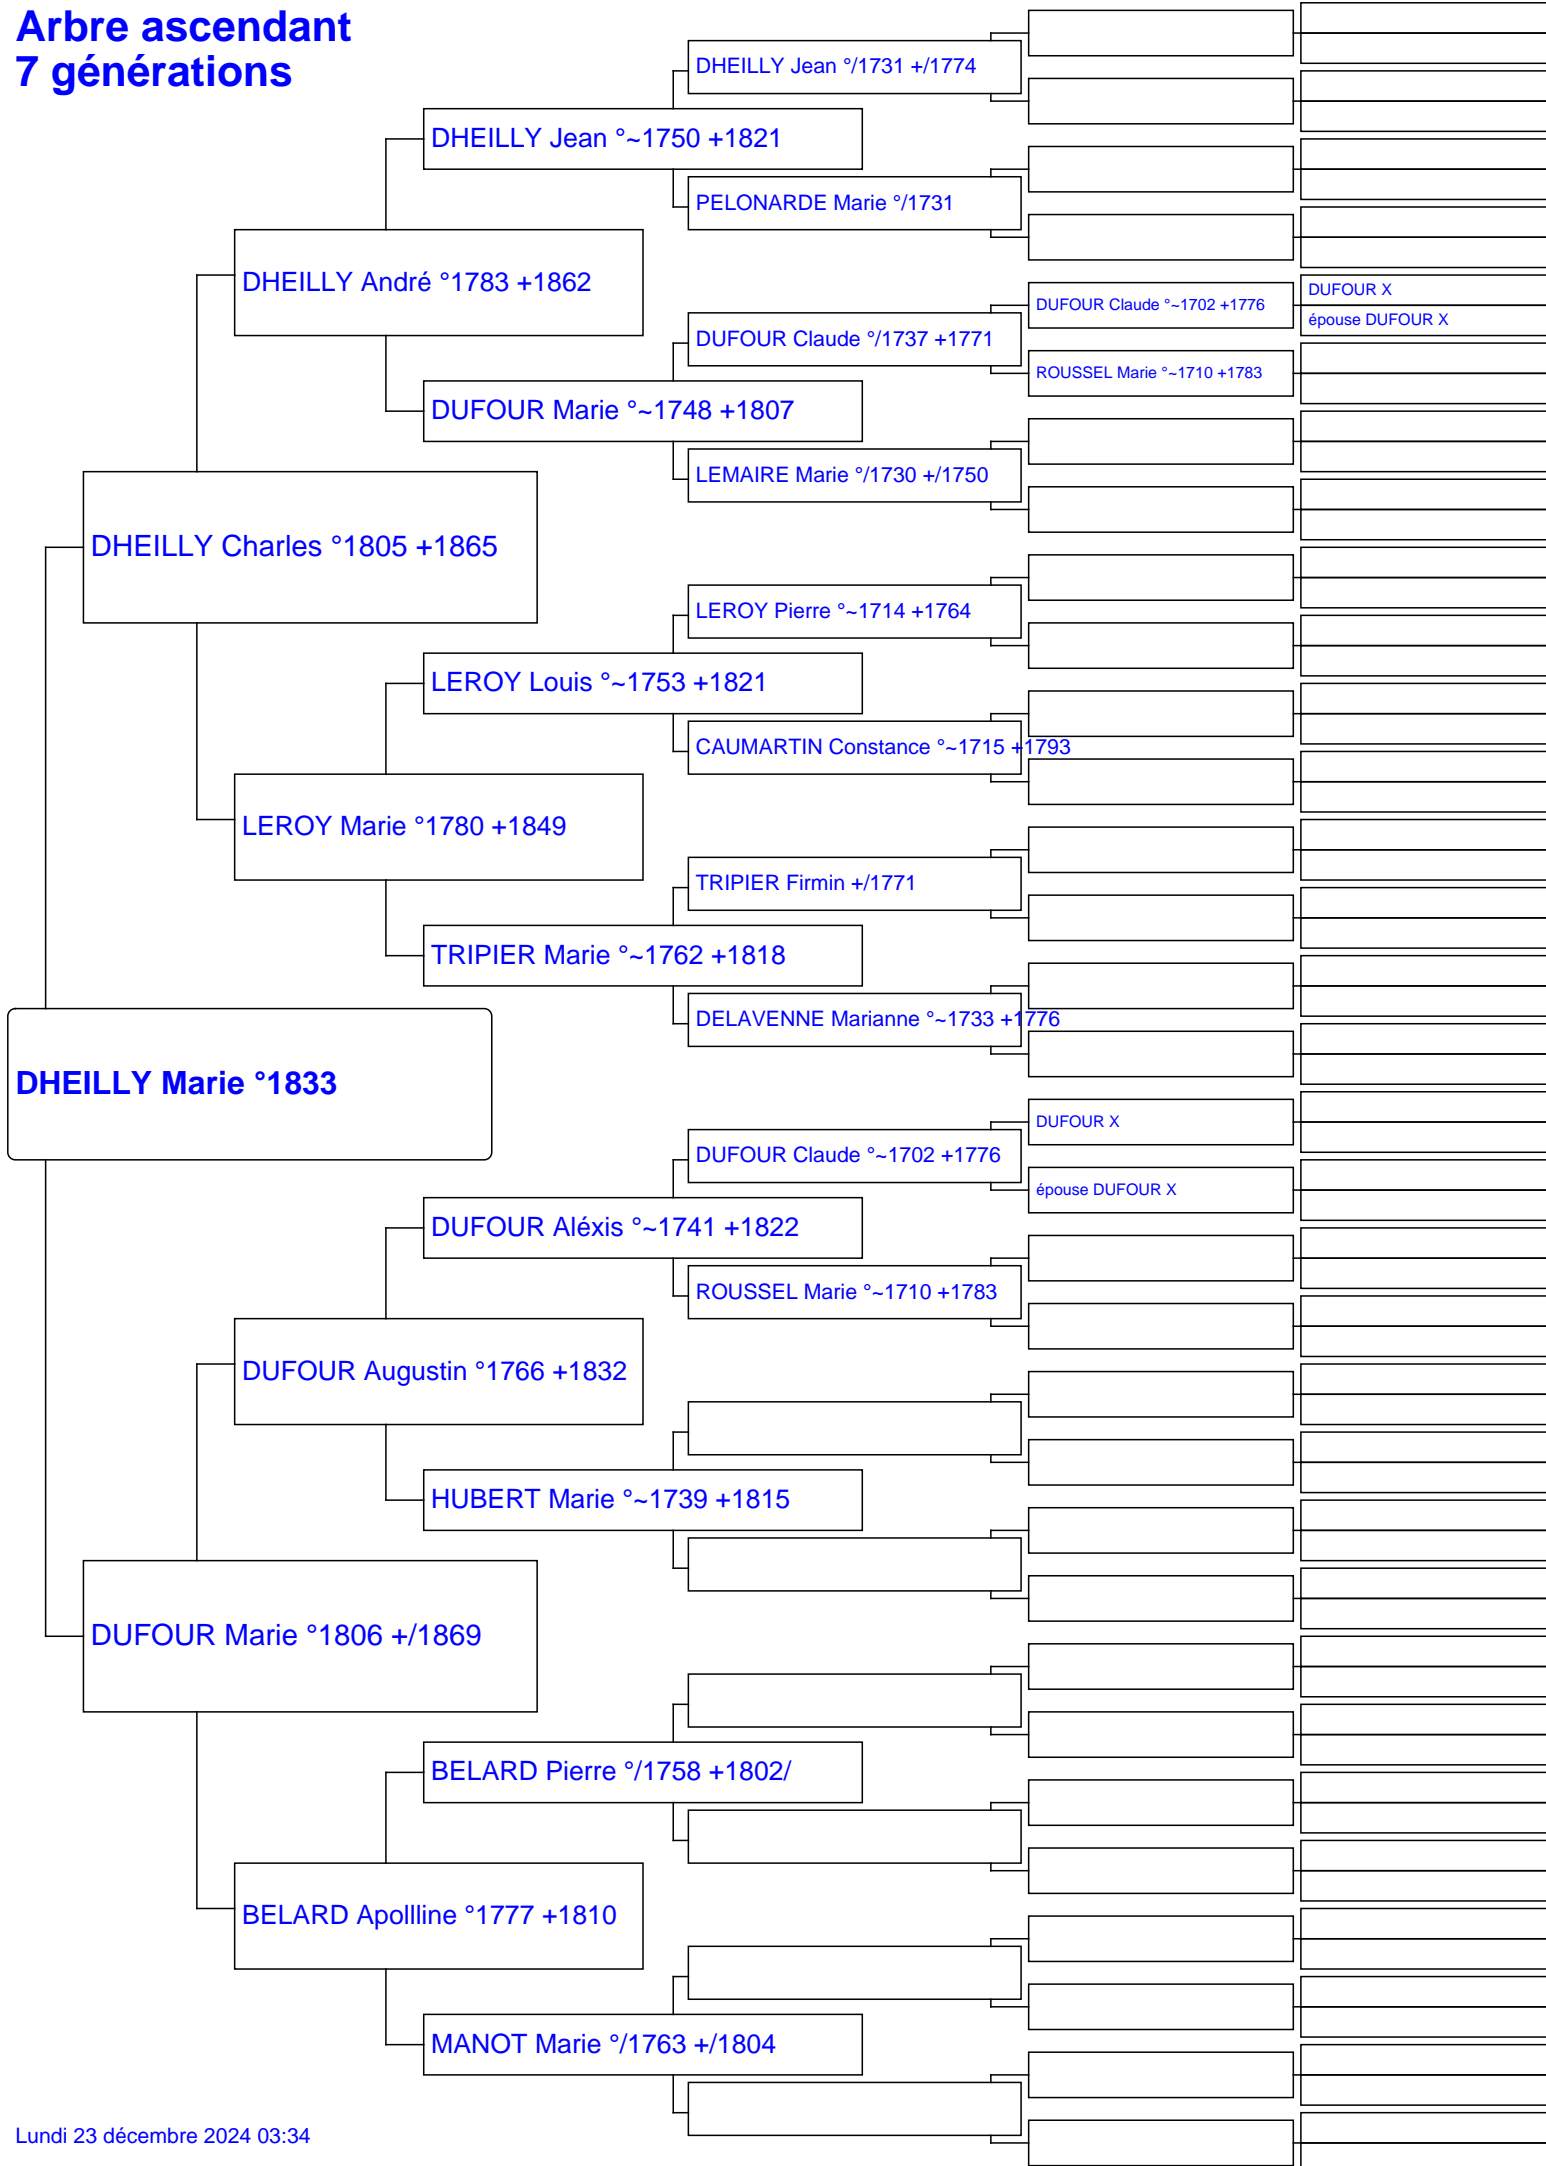 Arbre ascendant
7 générations
DHEILLY Jean °/1731 +/1774
DHEILLY Jean °~1750 +1821
PELONARDE Marie °/1731
DHEILLY André °1783 +1862
DUFOUR X
DUFOUR Claude °~1702 +1776
épouse DUFOUR X
DUFOUR Claude °/1737 +1771
ROUSSEL Marie °~1710 +1783
DUFOUR Marie °~1748 +1807
LEMAIRE Marie °/1730 +/1750
DHEILLY Charles °1805 +1865
LEROY Pierre °~1714 +1764
LEROY Louis °~1753 +1821
CAUMARTIN Constance °~1715 +1793
LEROY Marie °1780 +1849
TRIPIER Firmin +/1771
TRIPIER Marie °~1762 +1818
DELAVENNE Marianne °~1733 +1776
DHEILLY Marie °1833
DUFOUR X
DUFOUR Claude °~1702 +1776
épouse DUFOUR X
DUFOUR Aléxis °~1741 +1822
ROUSSEL Marie °~1710 +1783
DUFOUR Augustin °1766 +1832
HUBERT Marie °~1739 +1815
DUFOUR Marie °1806 +/1869
BELARD Pierre °/1758 +1802/
BELARD Apollline °1777 +1810
MANOT Marie °/1763 +/1804
Lundi 23 décembre 2024 03:34